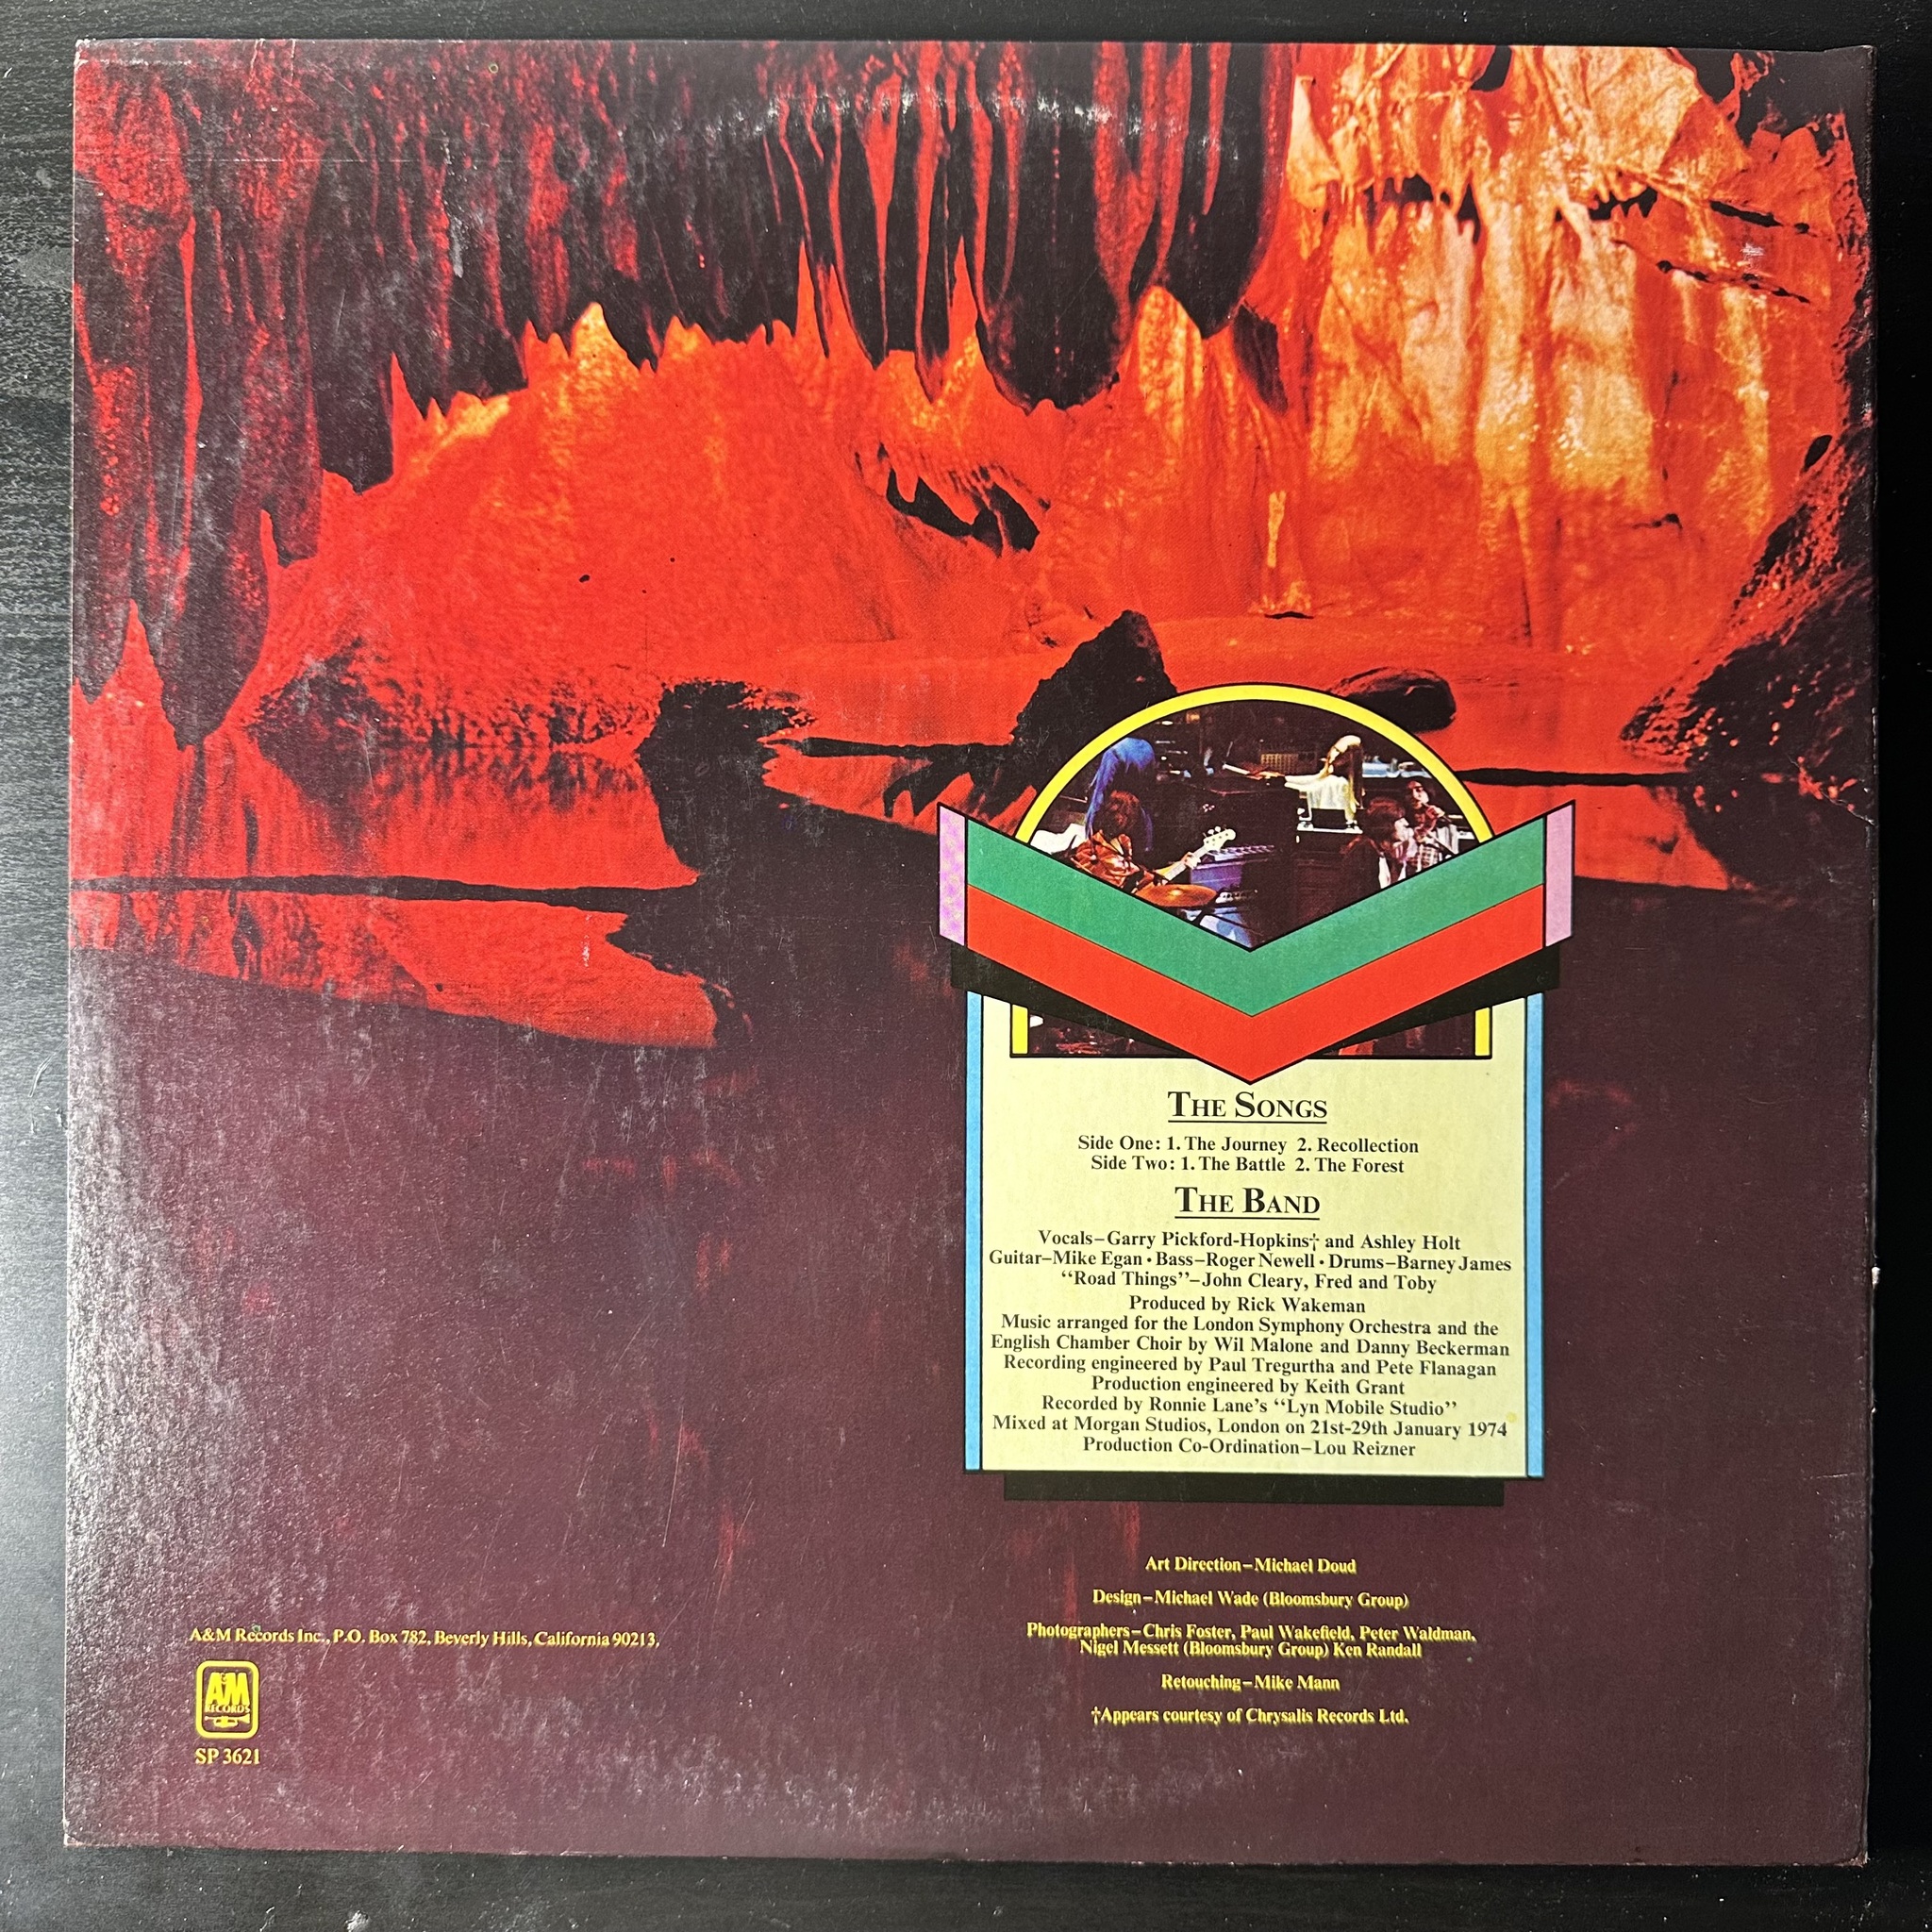 THE SONGS
Side One: 1. The Journey 2. Recollection
Side Two: 1. The Battle 2. The Forest
THE BAND
Vocals–Garry Pickford-Hopkins† and Ashley Holt
Guitar–Mike Egan • Bass–Roger Newell • Drums–Barney James
“Road Things”–John Cleary, Fred and Toby
Produced by Rick Wakeman
Music arranged for the London Symphony Orchestra and the
English Chamber Choir by Wil Malone and Danny Beckerman
Recording engineered by Paul Tregurtha and Pete Flanagan
Production engineered by Keith Grant
Recorded by Ronnie Lane’s “Lyn Mobile Studio”
Mixed at Morgan Studios, London on 21st-29th January 1974
Production Co-Ordination–Lou Reizner
Art Direction–Michael Doud
Design–Michael Wade (Bloomsbury Group)
Photographers–Chris Foster, Paul Wakefield, Peter Waldman,
Nigel Messett (Bloomsbury Group) Ken Randall
Retouching–Mike Mann
†Appears courtesy of Chrysalis Records Ltd.
A&M Records Inc., P.O. Box 782, Beverly Hills, California 90213,
A&M
RECORDS
SP 3621